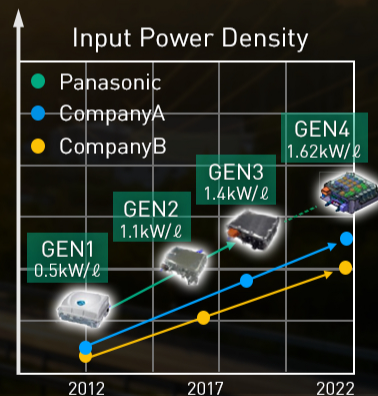 Input Power Density
Panasonic
CompanyA
CompanyB
GEN4
1.62kW/ℓ
GEN3
1.4kW/ℓ
GEN2
1.1kW/ℓ
GEN1
0.5kW/ℓ
2012
2017
2022